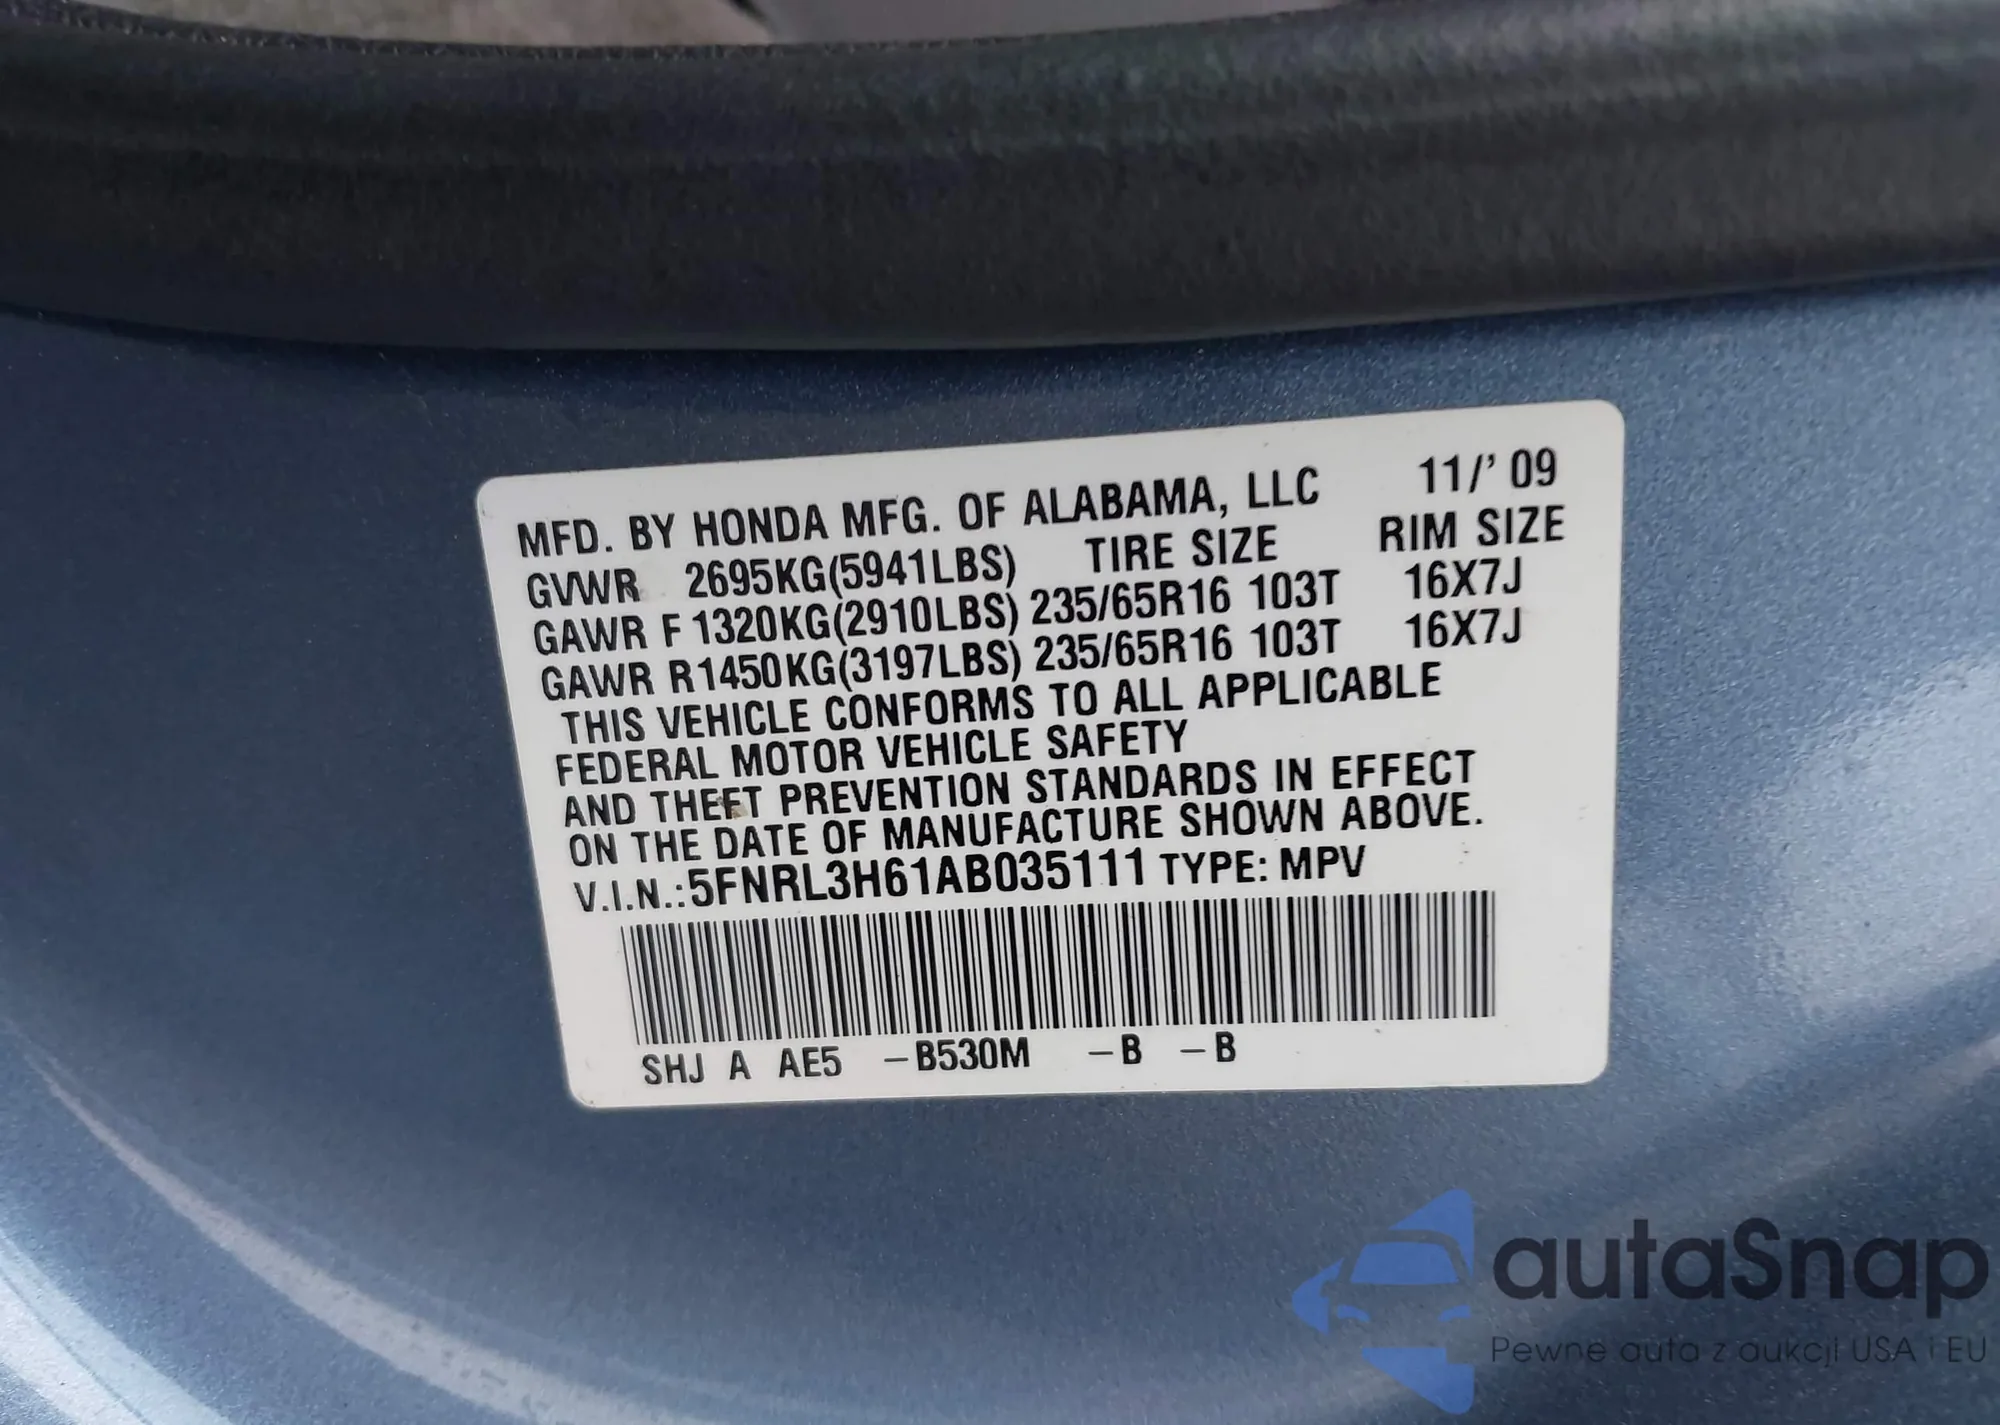 MFD. BY HONDA MFG. OF ALABAMA, LLC 11/' 09
GVWR 2695KG(5941LBS) TIRE SIZE RIM SIZE
GAWR F 1320KG(2910LBS) 235/65R16 103T 16X7J
GAWR R1450KG(3197LBS) 235/65R16 103T 16X7J
THIS VEHICLE CONFORMS TO ALL APPLICABLE
FEDERAL MOTOR VEHICLE SAFETY
AND THEFT PREVENTION STANDARDS IN EFFECT
ON THE DATE OF MANUFACTURE SHOWN ABOVE.
V.I.N.:5FNRL3H61AB035111 TYPE: MPV
SHJ A AE5 -B530M -B -B
autaSnap
Pewne auta z aukcji USA i EU